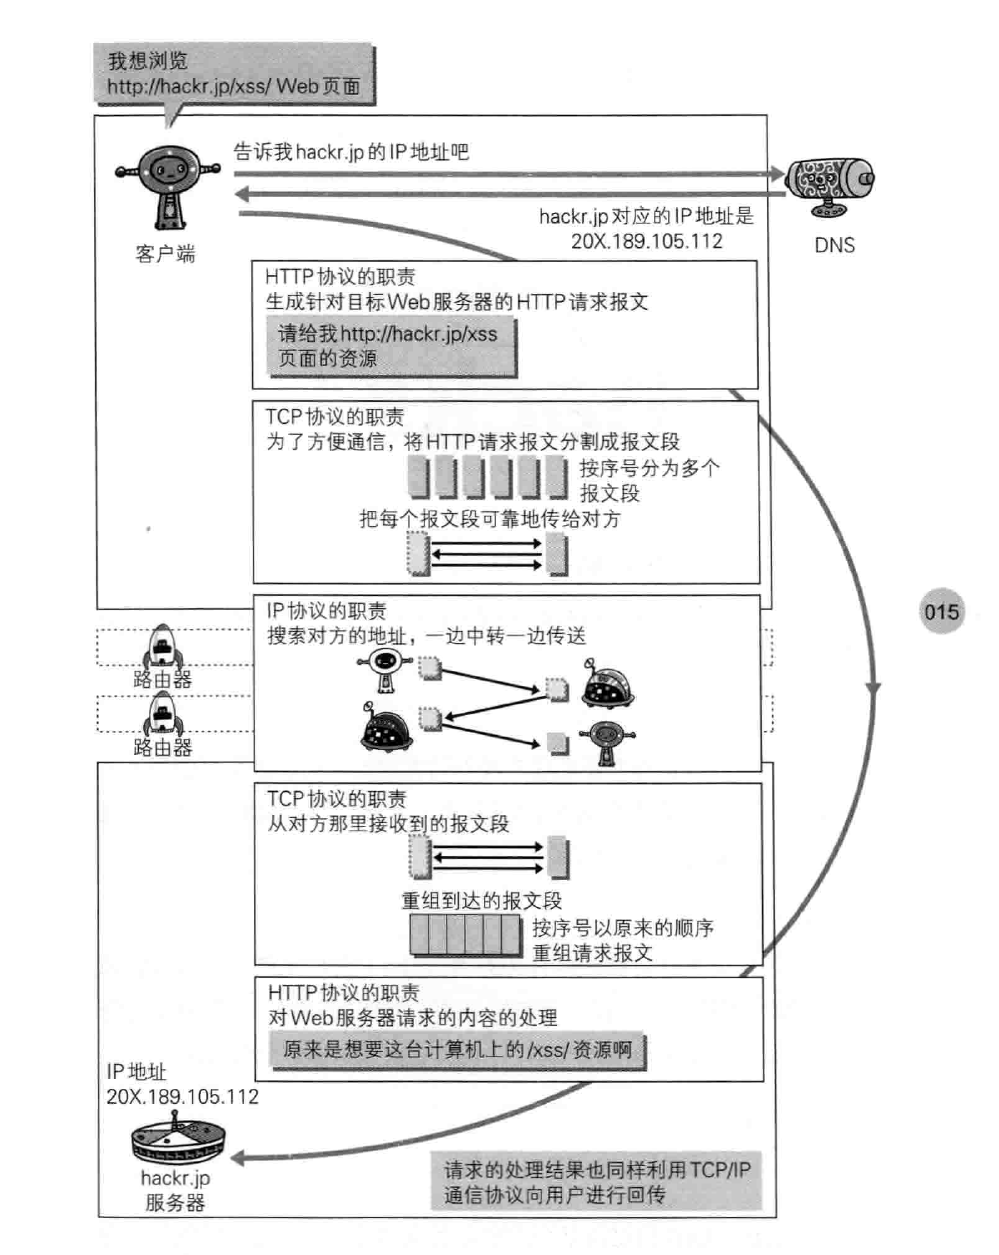 我想浏览
http://hackr.jp/xss/ Web页面
告诉我hackr.jp的IP地址吧
hackr.jp对应的IP地址是
20X.189.105.112
客户端
DNS
HTTP协议的职责
生成针对目标Web服务器的HTTP请求报文
请给我http://hackr.jp/xss
页面的资源
TCP协议的职责
为了方便通信，将HTTP请求报文分割成报文段
按序号分为多个
报文段
把每个报文段可靠地传给对方
015
IP协议的职责
搜索对方的地址，一边中转一边传送
路由器
路由器
TCP协议的职责
从对方那里接收到的报文段
重组到达的报文段
按序号以原来的顺序
重组请求报文
HTTP协议的职责
对Web服务器请求的内容的处理
原来是想要这台计算机上的/xss/资源啊
IP地址
20X.189.105.112
hackr.jp
服务器
请求的处理结果也同样利用TCP/IP
通信协议向用户进行回传